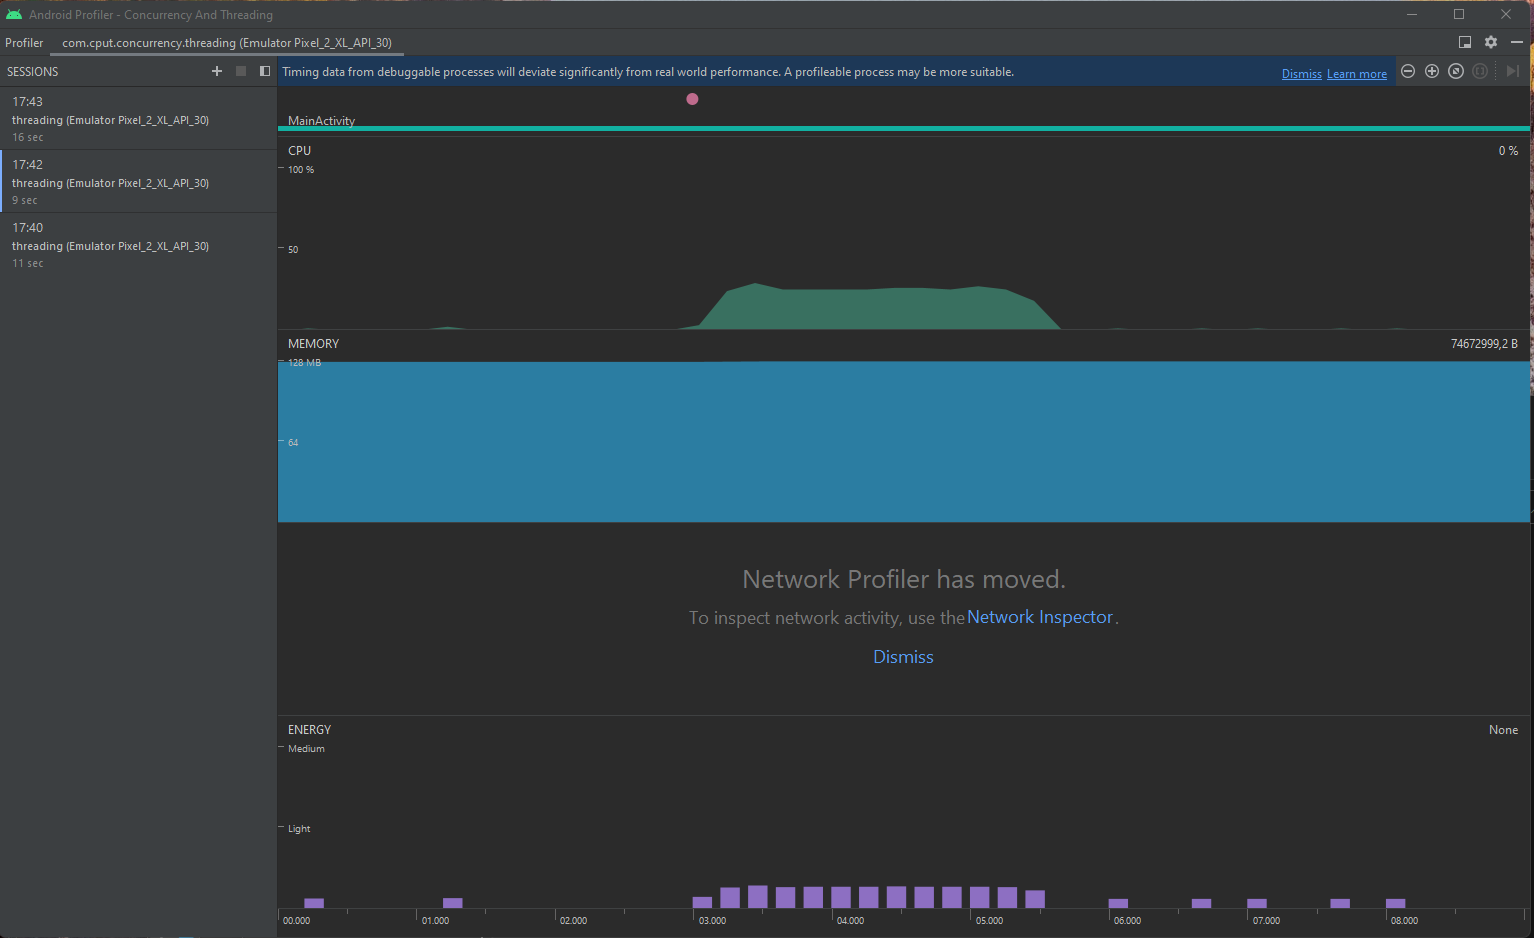 Android Profiler - Concurrency And Threading
Profiler
com.cput.concurrency.threading (Emulator Pixel_2_XL_API_30)
SESSIONS
Timing data from debuggable processes will deviate significantly from real world performance. A profileable process may be more suitable.
Dismiss Learn more
17:43
threading (Emulator Pixel_2_XL_API_30)
16 sec
17:42
threading (Emulator Pixel_2_XL_API_30)
9 sec
17:40
threading (Emulator Pixel_2_XL_API_30)
11 sec
MainActivity
CPU
0 %
100 %
50
MEMORY
74672999,2 B
128 MB
64
Network Profiler has moved.
To inspect network activity, use the Network Inspector.
Dismiss
ENERGY
None
Medium
Light
00.000
01.000
02.000
03.000
04.000
05.000
06.000
07.000
08.000